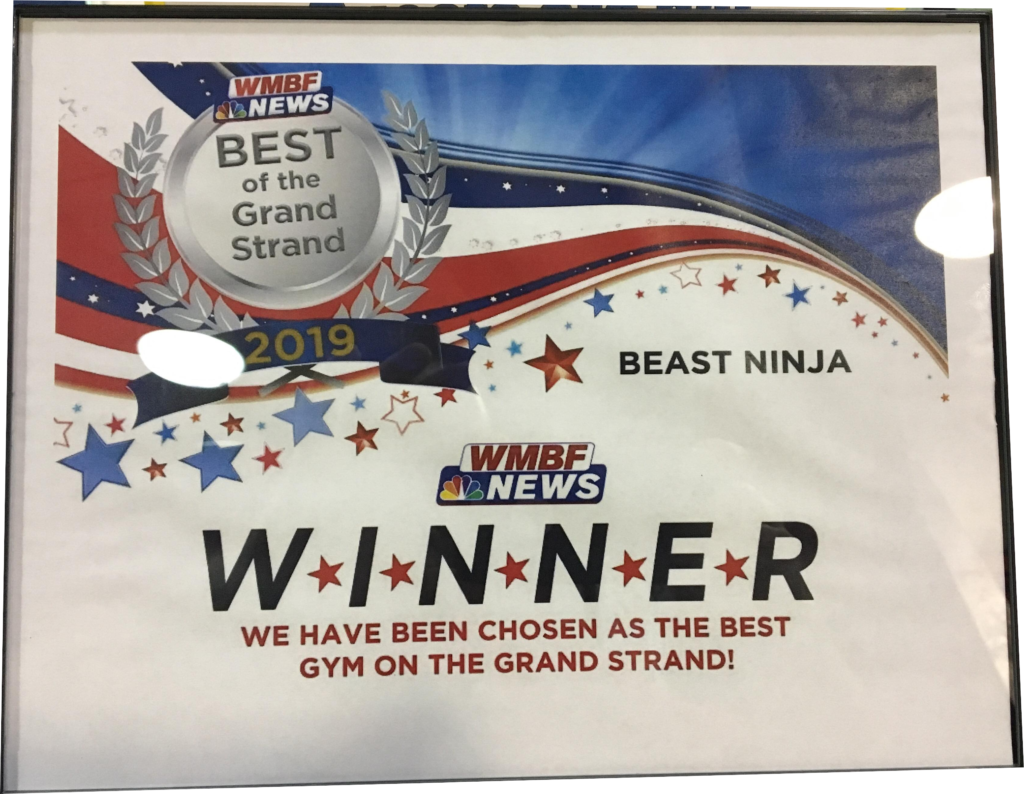 WMBF
NEWS
BEST
of the
Grand
Strand
2019
BEAST NINJA
WMBF
NEWS
W★I★N★N★E★R
WE HAVE BEEN CHOSEN AS THE BEST
GYM ON THE GRAND STRAND!